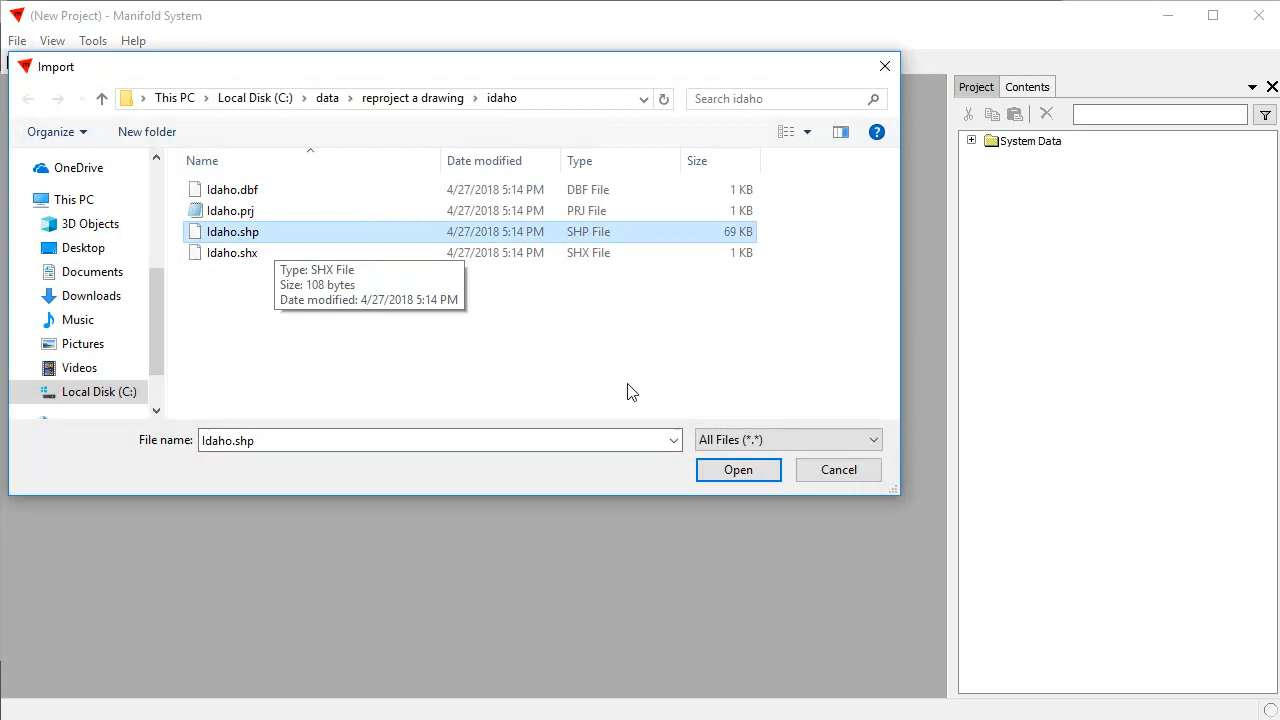 (New Project) - Manifold System
File View Tools Help
Import
This PC Local Disk (C:) data reproject a drawing idaho
Search idaho
Organize New folder
Name Date modified Type Size
OneDrive
This PC
3D Objects
Desktop
Documents
Downloads
Music
Pictures
Videos
Local Disk (C:)
Idaho.dbf 4/27/2018 5:14 PM DBF File 1 KB
Idaho.prj 4/27/2018 5:14 PM PRJ File 1 KB
Idaho.shp 4/27/2018 5:14 PM SHP File 69 KB
Idaho.shx 4/27/2018 5:14 PM SHX File 1 KB
Type: SHX File
Size: 108 bytes
Date modified: 4/27/2018 5:14 PM
File name: Idaho.shp All Files (*.*)
Open Cancel
Project Contents
System Data